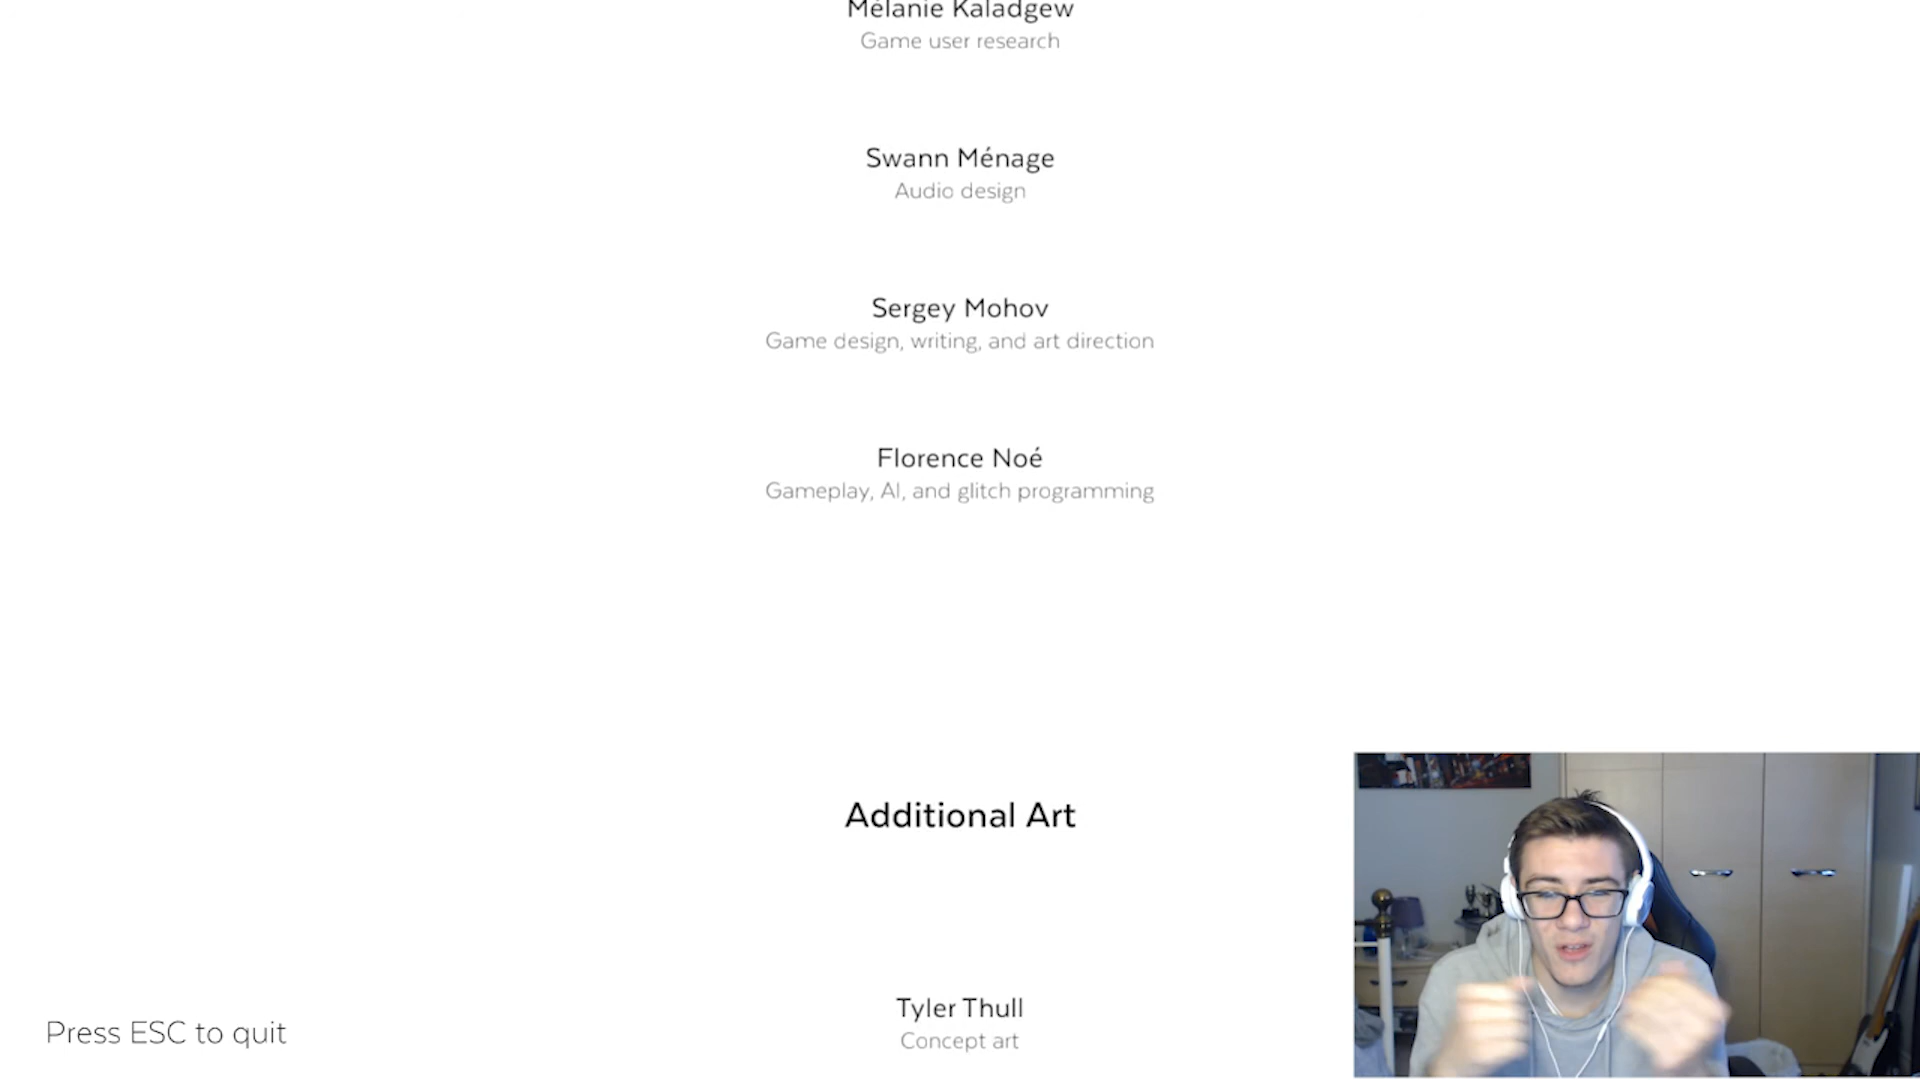 Mélanie Kaladgew
Game user research
Swann Ménage
Audio design
Sergey Mohov
Game design, writing, and art direction
Florence Noé
Gameplay, AI, and glitch programming
Additional Art
Tyler Thull
Concept art
Press ESC to quit